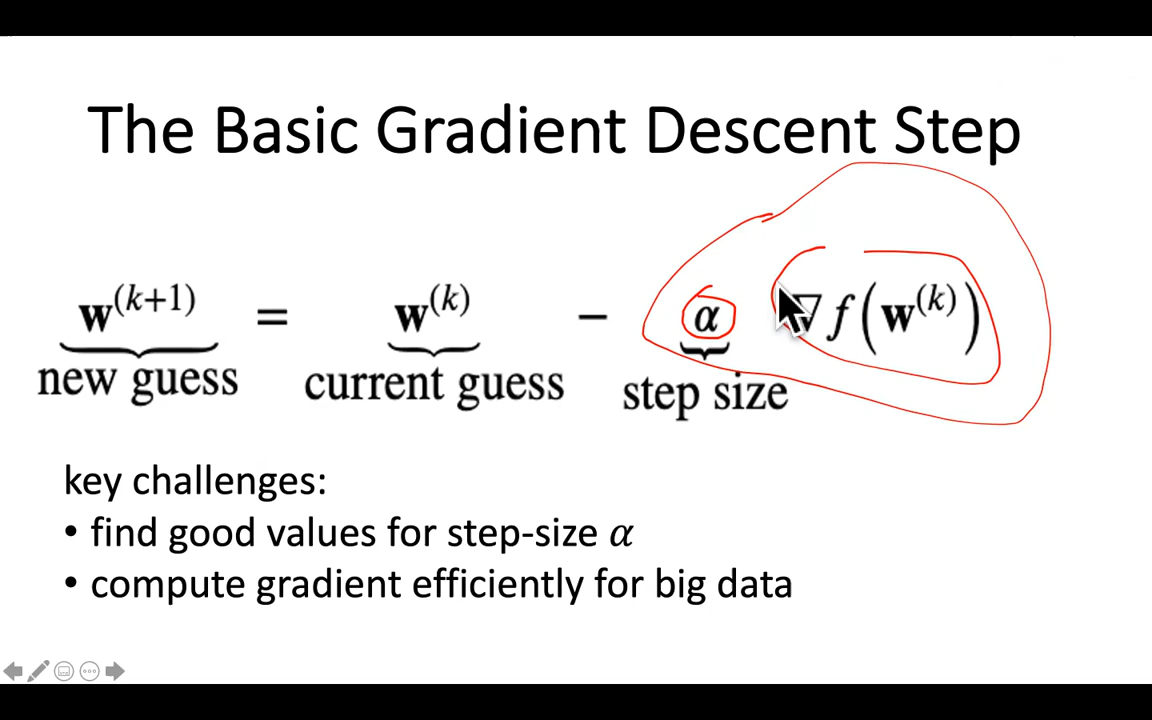 The Basic Gradient Descent Step
w^(k+1) = w^(k) − α ∇f(w^(k))
new guess current guess step size
key challenges:
• find good values for step-size α
• compute gradient efficiently for big data